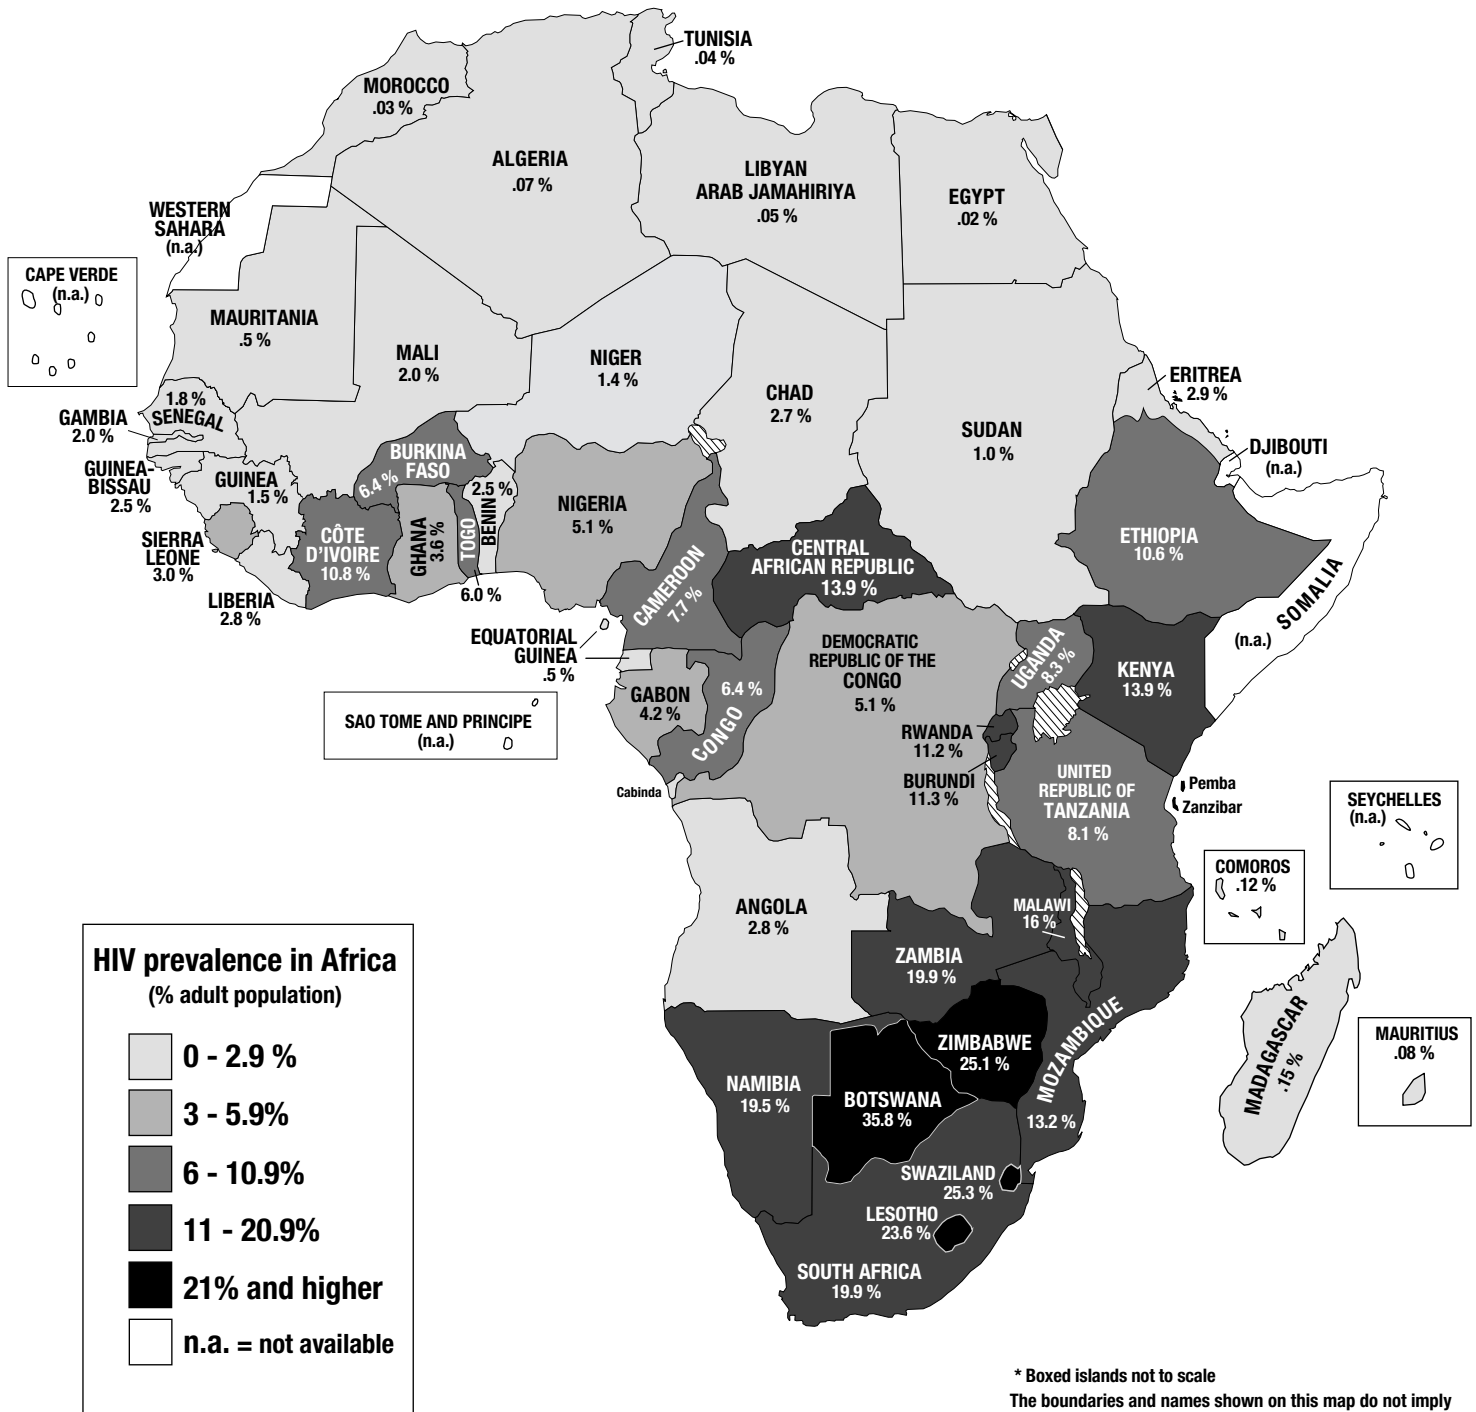 TUNISIA
.04 %
MOROCCO
.03 %
ALGERIA
.07 %
LIBYAN
ARAB JAMAHIRIYA
.05 %
EGYPT
.02 %
WESTERN
SAHARA
(n.a.)
CAPE VERDE
(n.a.)
MAURITANIA
.5 %
MALI
2.0 %
NIGER
1.4 %
CHAD
2.7 %
SUDAN
1.0 %
ERITREA
2.9 %
DJIBOUTI
(n.a.)
1.8 %
SENEGAL
GAMBIA
2.0 %
GUINEA-
BISSAU
2.5 %
GUINEA
1.5 %
SIERRA
LEONE
3.0 %
LIBERIA
2.8 %
CÔTE
D'IVOIRE
10.8 %
BURKINA
FASO
6.4 %
GHANA
3.6 %
TOGO
6.0 %
2.5 %
BENIN
NIGERIA
5.1 %
CAMEROON
7.7 %
CENTRAL
AFRICAN REPUBLIC
13.9 %
ETHIOPIA
10.6 %
SOMALIA
(n.a.)
EQUATORIAL
GUINEA
.5 %
SAO TOME AND PRINCIPE
(n.a.)
GABON
4.2 %
6.4 %
CONGO
DEMOCRATIC
REPUBLIC OF THE
CONGO
5.1 %
UGANDA
8.3 %
KENYA
13.9 %
RWANDA
11.2 %
BURUNDI
11.3 %
UNITED
REPUBLIC OF
TANZANIA
8.1 %
Pemba
Zanzibar
Cabinda
SEYCHELLES
(n.a.)
COMOROS
.12 %
ANGOLA
2.8 %
ZAMBIA
19.9 %
MALAWI
16 %
MOZAMBIQUE
13.2 %
MADAGASCAR
.15 %
MAURITIUS
.08 %
NAMIBIA
19.5 %
BOTSWANA
35.8 %
ZIMBABWE
25.1 %
SWAZILAND
25.3 %
LESOTHO
23.6 %
SOUTH AFRICA
19.9 %
HIV prevalence in Africa
(% adult population)
0 - 2.9 %
3 - 5.9%
6 - 10.9%
11 - 20.9%
21% and higher
n.a. = not available
* Boxed islands not to scale
The boundaries and names shown on this map do not imply